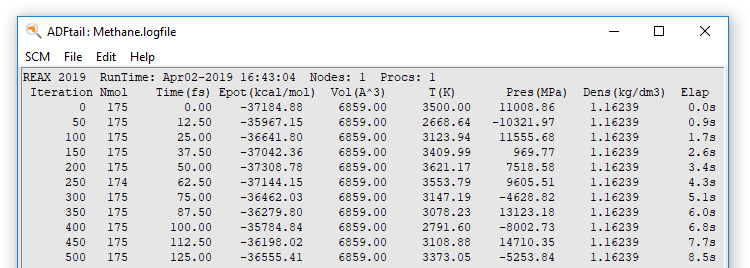 ADFtail: Methane.logfile
SCM File Edit Help
REAX 2019 RunTime: Apr02-2019 16:43:04 Nodes: 1 Procs: 1
Iteration Nmol Time(fs) Epot(kcal/mol) Vol(A^3) T(K) Pres(MPa) Dens(kg/dm3) Elap
0 175 0.00 -37184.88 6859.00 3500.00 11008.86 1.16239 0.0s
50 175 12.50 -35967.15 6859.00 2668.64 -10321.97 1.16239 0.9s
100 175 25.00 -36641.80 6859.00 3123.94 11555.68 1.16239 1.7s
150 175 37.50 -37042.36 6859.00 3409.99 969.77 1.16239 2.6s
200 175 50.00 -37308.78 6859.00 3621.17 7518.58 1.16239 3.4s
250 174 62.50 -37144.15 6859.00 3553.79 9605.51 1.16239 4.3s
300 175 75.00 -36462.03 6859.00 3147.19 -4628.82 1.16239 5.1s
350 175 87.50 -36279.80 6859.00 3078.23 13123.18 1.16239 6.0s
400 175 100.00 -35784.84 6859.00 2791.60 -8002.73 1.16239 6.8s
450 175 112.50 -36198.02 6859.00 3108.88 14710.35 1.16239 7.7s
500 175 125.00 -36555.41 6859.00 3373.05 -5253.84 1.16239 8.5s